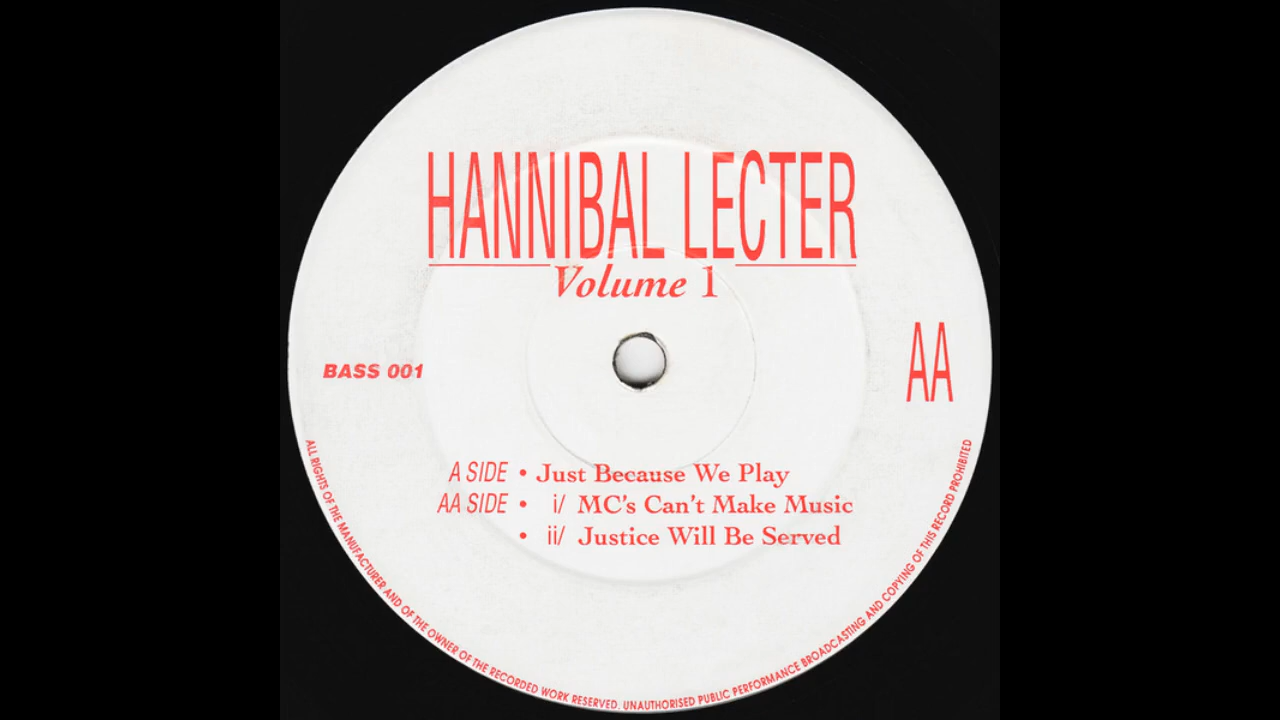 HANNIBAL LECTER
Volume 1
BASS 001
AA
A SIDE • Just Because We Play
AA SIDE • i/ MC's Can't Make Music
• ii/ Justice Will Be Served
ALL RIGHTS OF THE MANUFACTURER AND OF THE OWNER OF THE RECORDED WORK RESERVED. UNAUTHORISED PUBLIC PERFORMANCE BROADCASTING AND COPYING OF THIS RECORD PROHIBITED